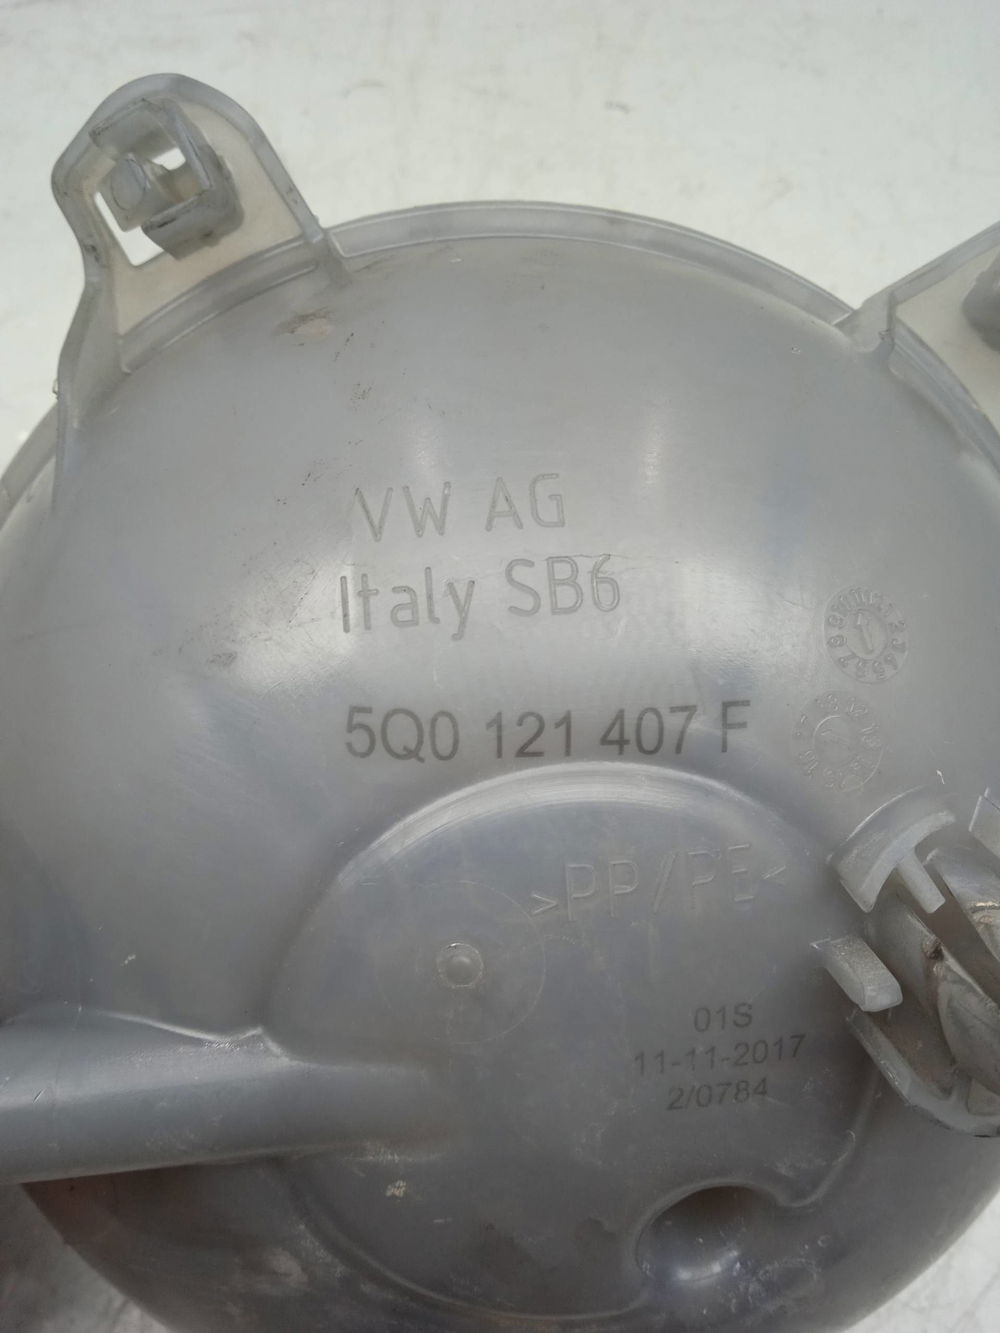 VW AG
Italy SB6
5Q0 121 407 F
>PP/PE<
01S
11-11-2017
2/0784